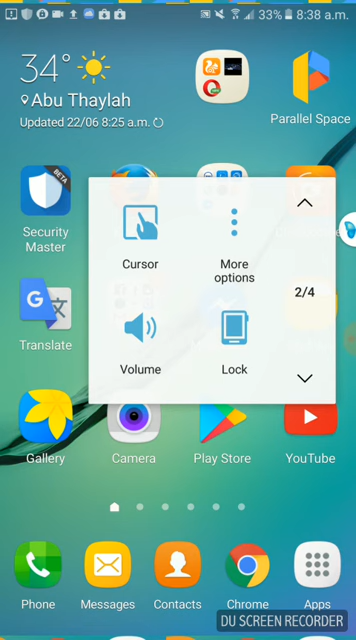 33% 8:38 a.m.
34°
Abu Thaylah
Updated 22/06 8:25 a.m.
Parallel Space
BETA
Security
Master
Cursor
More
options
2/4
Translate
Volume
Lock
Gallery
Camera
Play Store
YouTube
Phone
Messages
Contacts
Chrome
Apps
DU SCREEN RECORDER